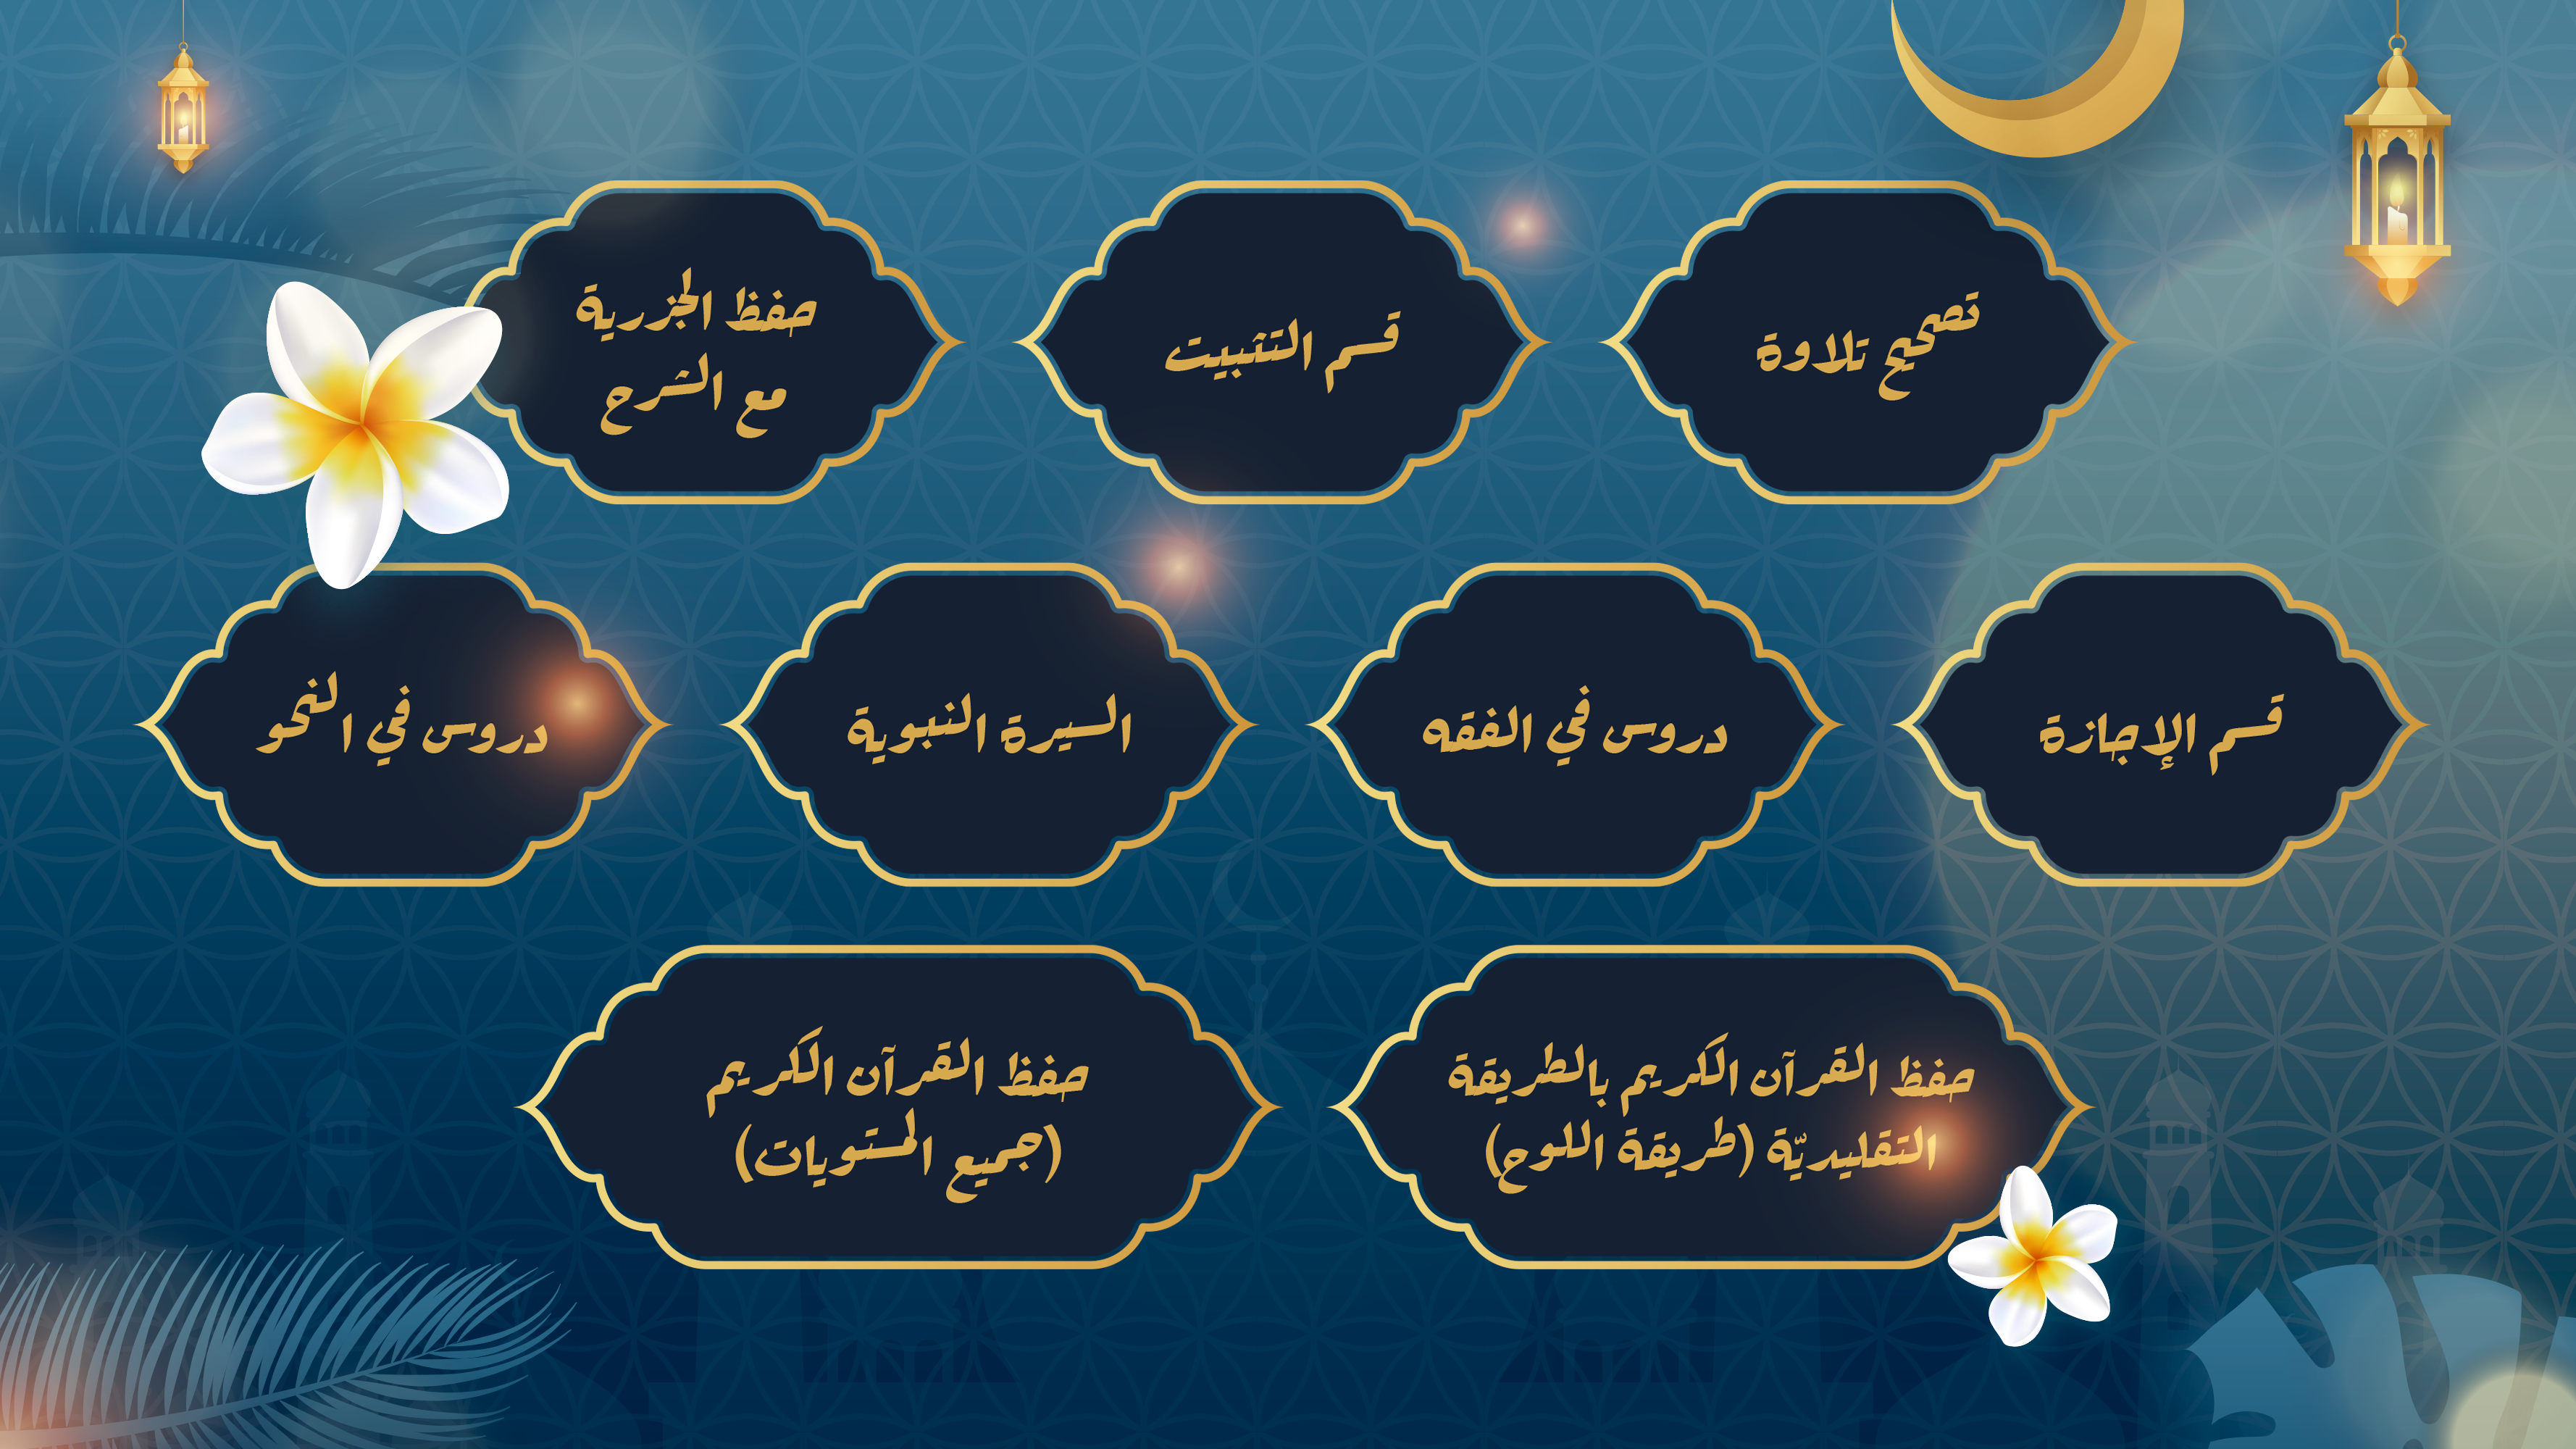 تصحيح تلاوة
قسم التثبيت
حفظ الجزرية
مع الشرح
قسم الإجازة
دروس في الفقه
السيرة النبوية
دروس في النحو
حفظ القرآن الكريم بالطريقة
التقليديّة (طريقة اللوح)
حفظ القرآن الكريم
(جميع المستويات)